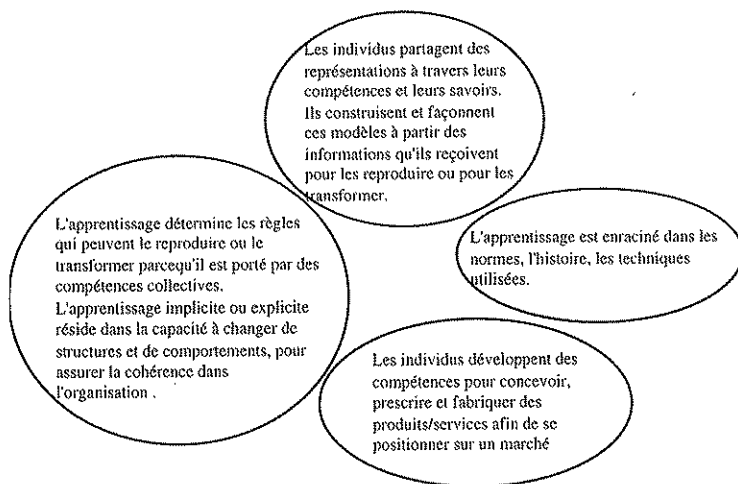 Les individus partagent des
représentations à travers leurs
compétences et leurs savoirs.
Ils construisent et façonnent
ces modèles à partir des
informations qu'ils reçoivent
pour les reproduire ou pour les
transformer.
L'apprentissage détermine les règles
qui peuvent le reproduire ou le
transformer parcequ'il est porté par des
compétences collectives.
L'apprentissage implicite ou explicite
réside dans la capacité à changer de
structures et de comportements, pour
assurer la cohérence dans
l'organisation .
L'apprentissage est enraciné dans les
normes, l'histoire, les techniques
utilisées.
Les individus développent des
compétences pour concevoir,
prescrire et fabriquer des
produits/services afin de se
positionner sur un marché